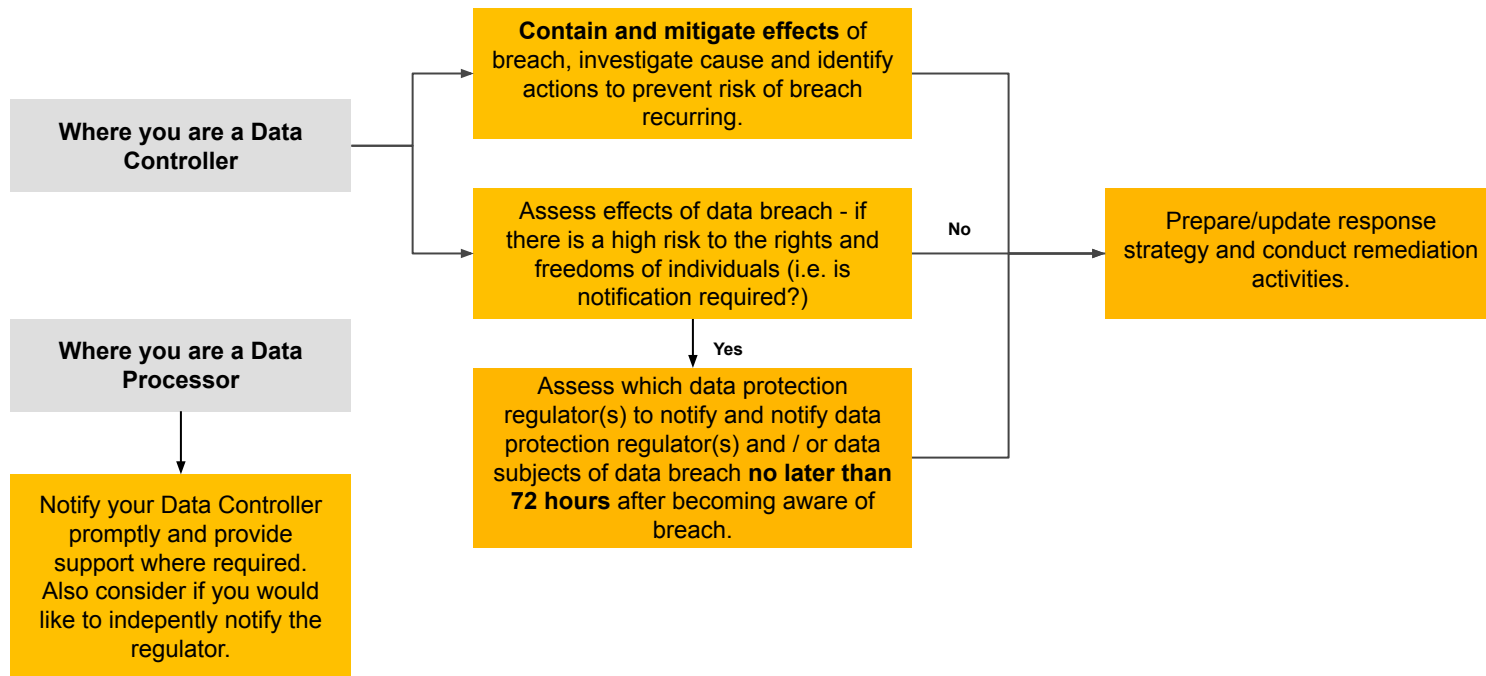 Where you are a Data
Controller
Contain and mitigate effects of
breach, investigate cause and identify
actions to prevent risk of breach
recurring.
Assess effects of data breach - if
there is a high risk to the rights and
freedoms of individuals (i.e. is
notification required?)
No
Yes
Assess which data protection
regulator(s) to notify and notify data
protection regulator(s) and / or data
subjects of data breach no later than
72 hours after becoming aware of
breach.
Prepare/update response
strategy and conduct remediation
activities.
Where you are a Data
Processor
Notify your Data Controller
promptly and provide
support where required.
Also consider if you would
like to indepently notify the
regulator.